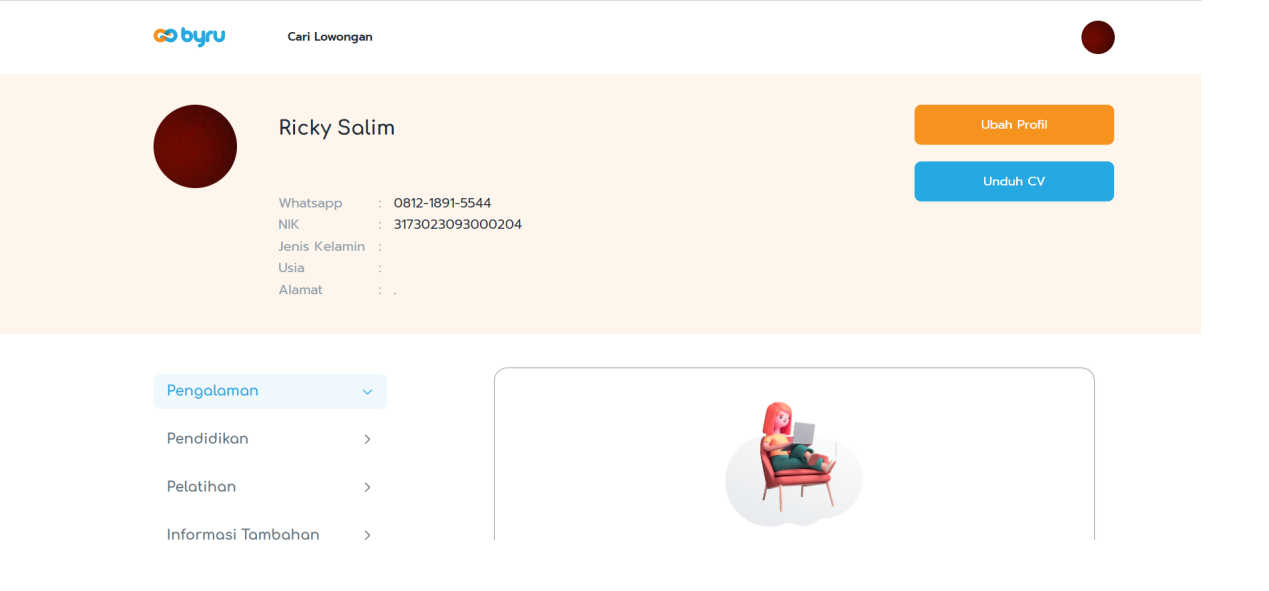 byru Cari Lowongan
Ricky Salim
Ubah Profil
Unduh CV
Whatsapp : 0812-1891-5544
NIK : 3173023093000204
Jenis Kelamin :
Usia :
Alamat : .
Pengalaman
Pendidikan
Pelatihan
Informasi Tambahan